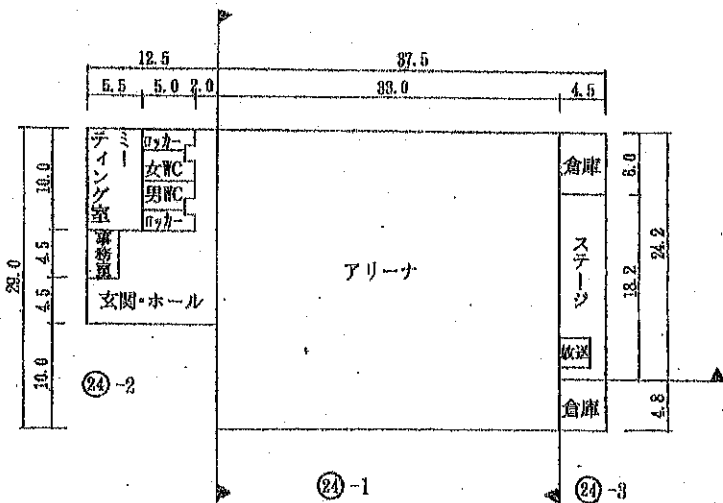 12.5
37.5
5.5
5.0
2.0
33.0
4.5
ミーティング室
ロッカー
女WC
男WC
ロッカー
事務室
玄関・ホール
アリーナ
倉庫
ステージ
放送
倉庫
29.0
10.0
4.5
4.5
10.0
6.0
18.2
24.2
4.8
㉔-2
㉔-1
㉔-3